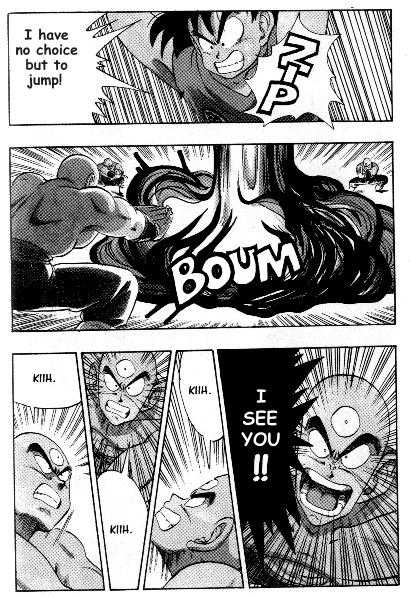 I have
no choice
but to
jump!
ZIP
BOUM
KIIH.
KIIH.
KIIH.
I
SEE
YOU
!!